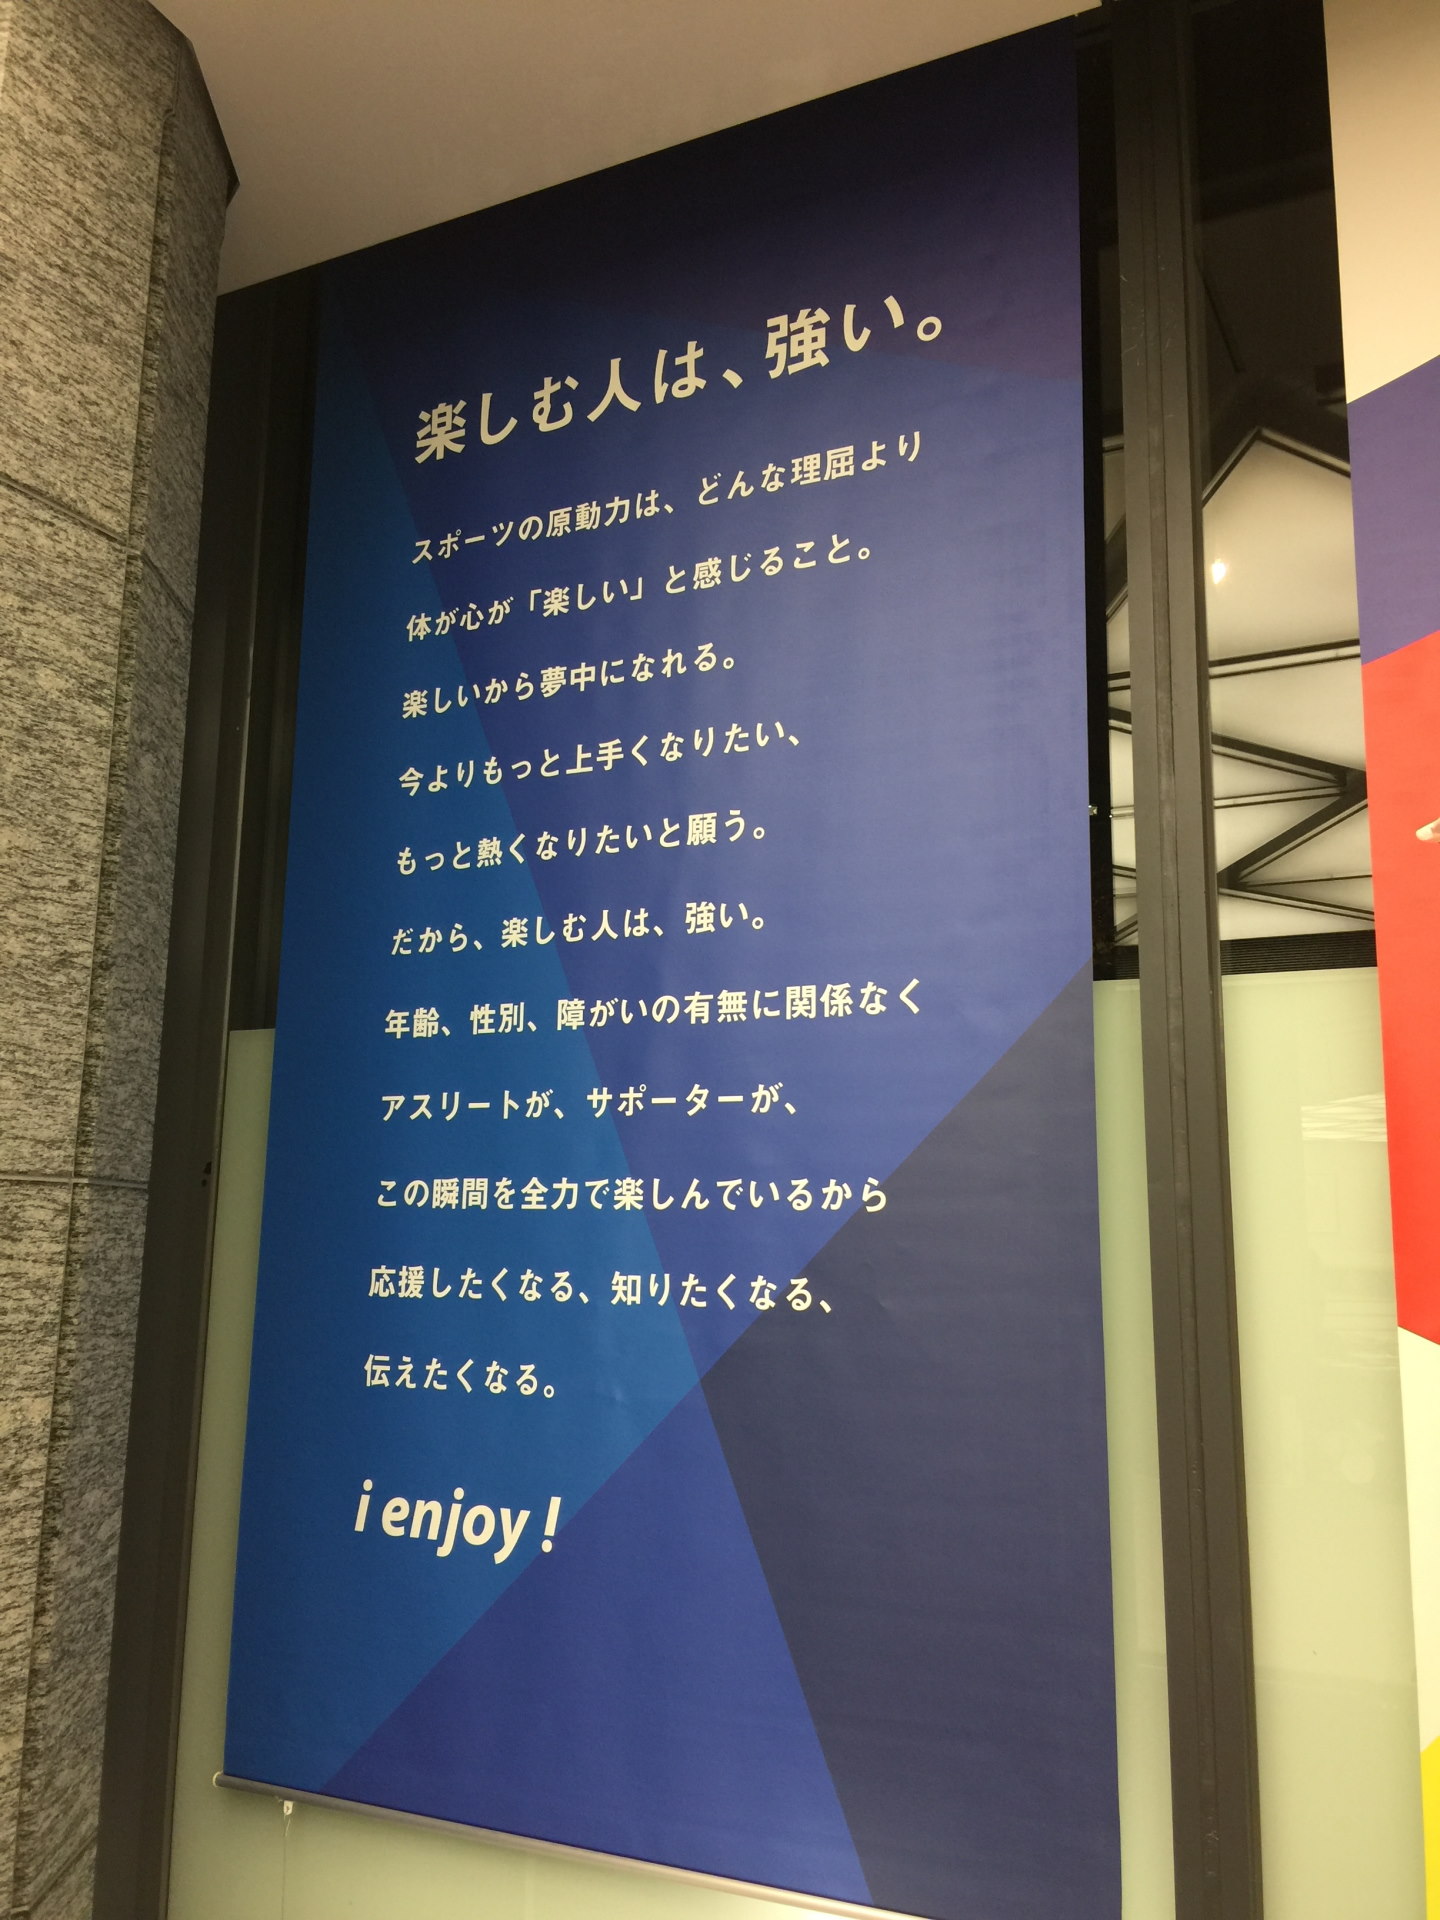 楽しむ人は、強い。
スポーツの原動力は、どんな理屈より
体が心が「楽しい」と感じること。
楽しいから夢中になれる。
今よりもっと上手くなりたい、
もっと熱くなりたいと願う。
だから、楽しむ人は、強い。
年齢、性別、障がいの有無に関係なく
アスリートが、サポーターが、
この瞬間を全力で楽しんでいるから
応援したくなる、知りたくなる、
伝えたくなる。
i enjoy !